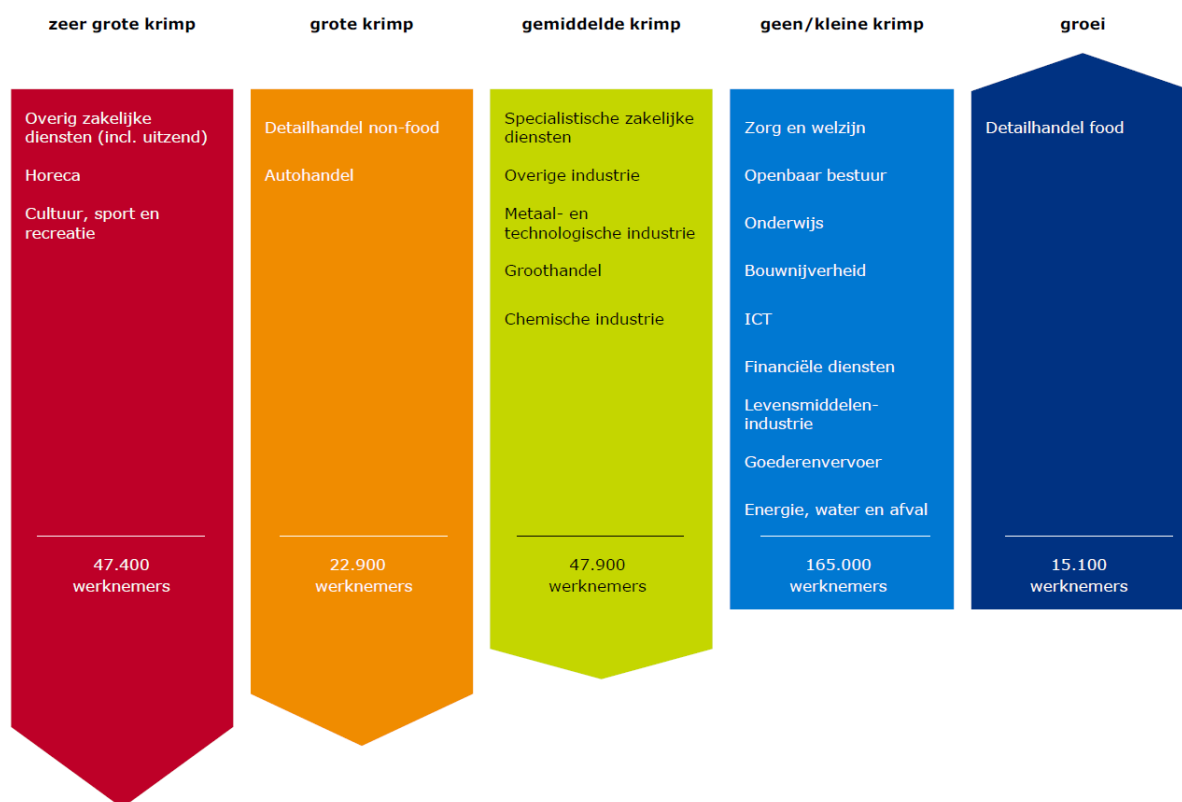 zeer grote krimp
Overig zakelijke
diensten (incl. uitzend)
Horeca
Cultuur, sport en
recreatie
47.400
werknemers
grote krimp
Detailhandel non-food
Autohandel
22.900
werknemers
gemiddelde krimp
Specialistische zakelijke
diensten
Overige industrie
Metaal- en
technologische industrie
Groothandel
Chemische industrie
47.900
werknemers
geen/kleine krimp
Zorg en welzijn
Openbaar bestuur
Onderwijs
Bouwnijverheid
ICT
Financiële diensten
Levensmiddelen-
industrie
Goederenvervoer
Energie, water en afval
165.000
werknemers
groei
Detailhandel food
15.100
werknemers